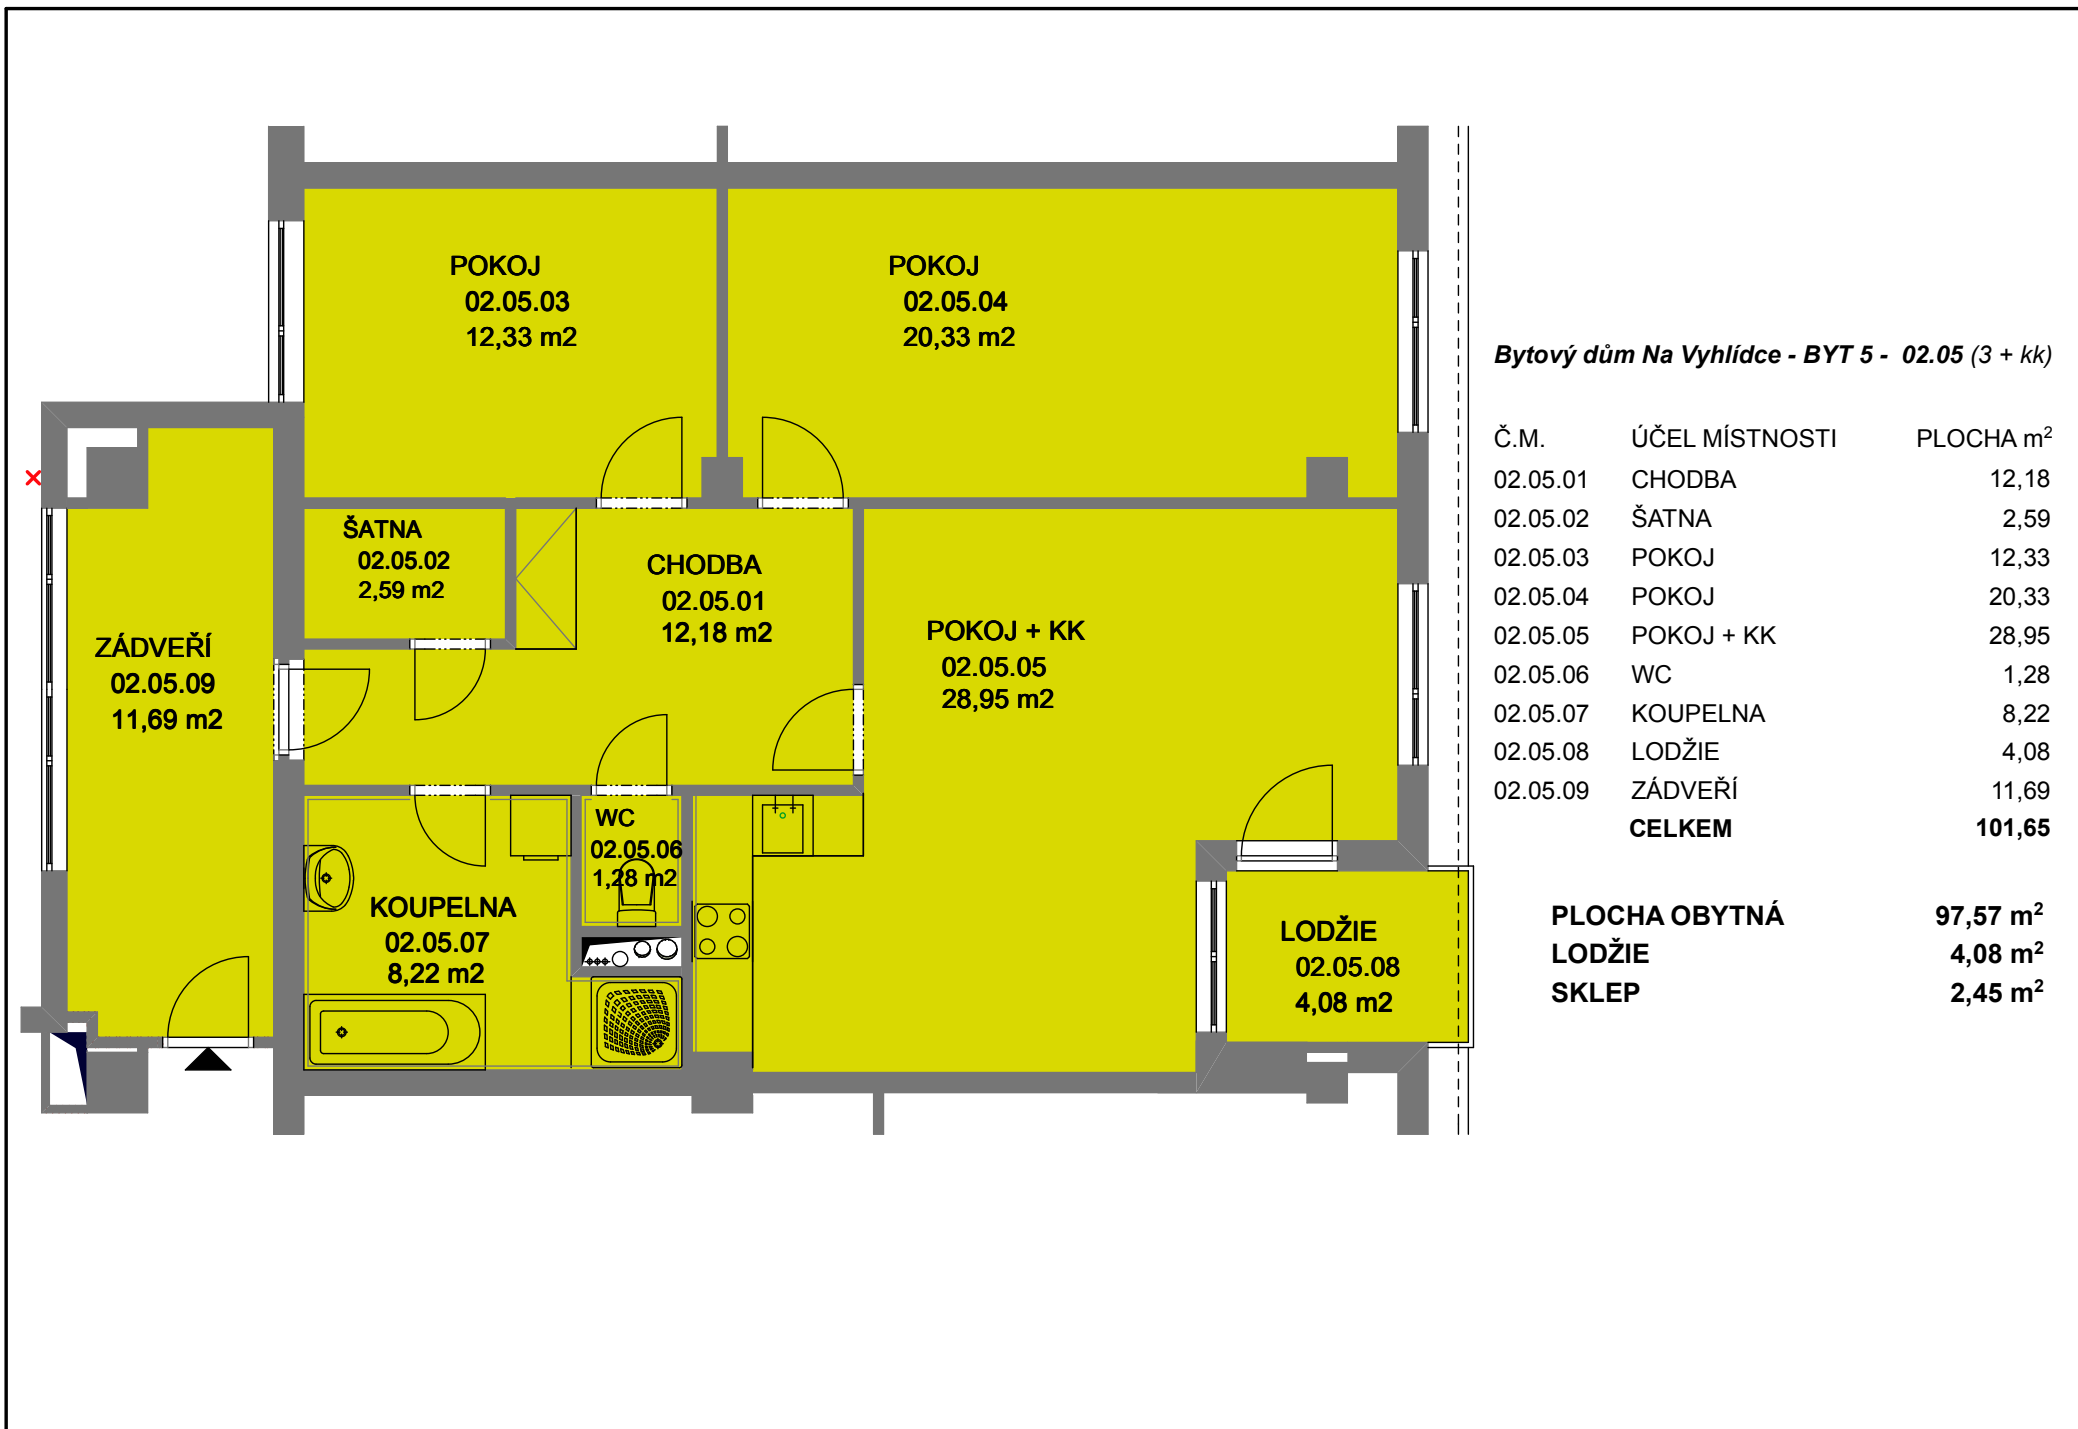 POKOJ
02.05.03
12,33 m2
POKOJ
02.05.04
20,33 m2
ŠATNA
02.05.02
2,59 m2
CHODBA
02.05.01
12,18 m2
ZÁDVEŘÍ
02.05.09
11,69 m2
POKOJ + KK
02.05.05
28,95 m2
WC
02.05.06
1,28 m2
KOUPELNA
02.05.07
8,22 m2
LODŽIE
02.05.08
4,08 m2
Bytový dům Na Vyhlídce - BYT 5 - 02.05 (3 + kk)
Č.M. ÚČEL MÍSTNOSTI PLOCHA m²
02.05.01 CHODBA 12,18
02.05.02 ŠATNA 2,59
02.05.03 POKOJ 12,33
02.05.04 POKOJ 20,33
02.05.05 POKOJ + KK 28,95
02.05.06 WC 1,28
02.05.07 KOUPELNA 8,22
02.05.08 LODŽIE 4,08
02.05.09 ZÁDVEŘÍ 11,69
CELKEM 101,65
PLOCHA OBYTNÁ 97,57 m²
LODŽIE 4,08 m²
SKLEP 2,45 m²